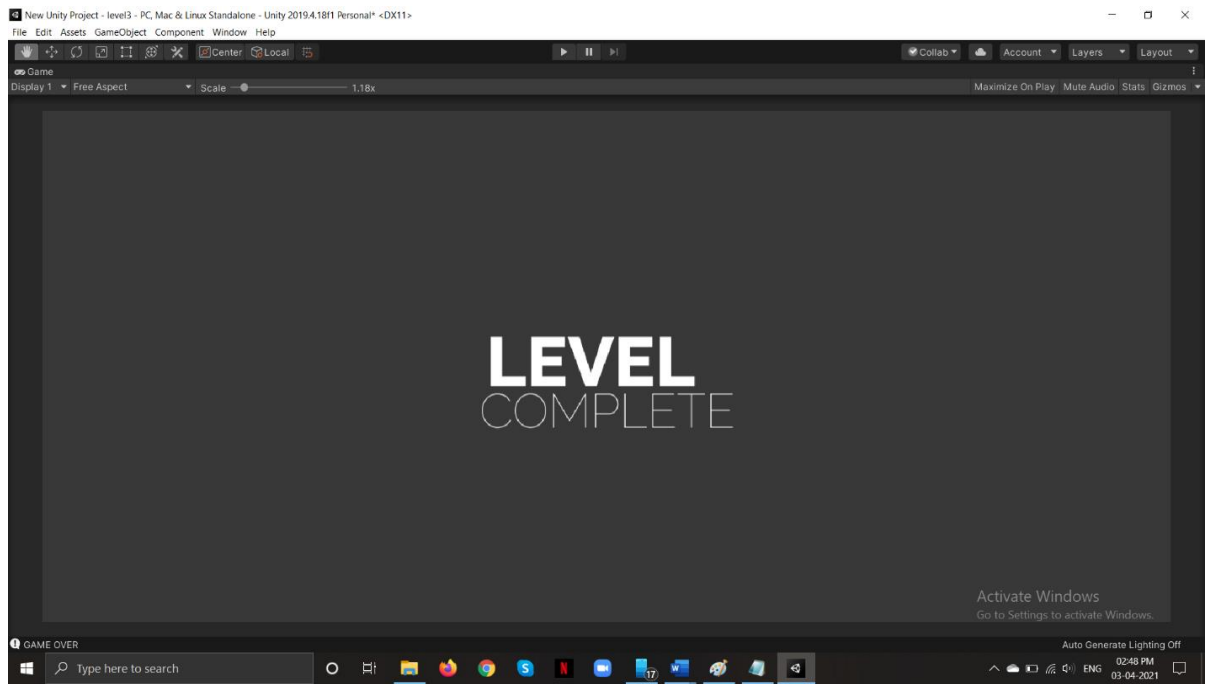 New Unity Project - level3 - PC, Mac & Linux Standalone - Unity 2019.4.18f1 Personal* <DX11>
File Edit Assets GameObject Component Window Help
Center Local Collab Account Layers Layout
Game
Display 1 Free Aspect Scale 1.18x Maximize On Play Mute Audio Stats Gizmos
LEVEL
COMPLETE
Activate Windows
Go to Settings to activate Windows.
GAME OVER
Auto Generate Lighting Off
Type here to search
S N 17 W
ENG
02:48 PM
03-04-2021